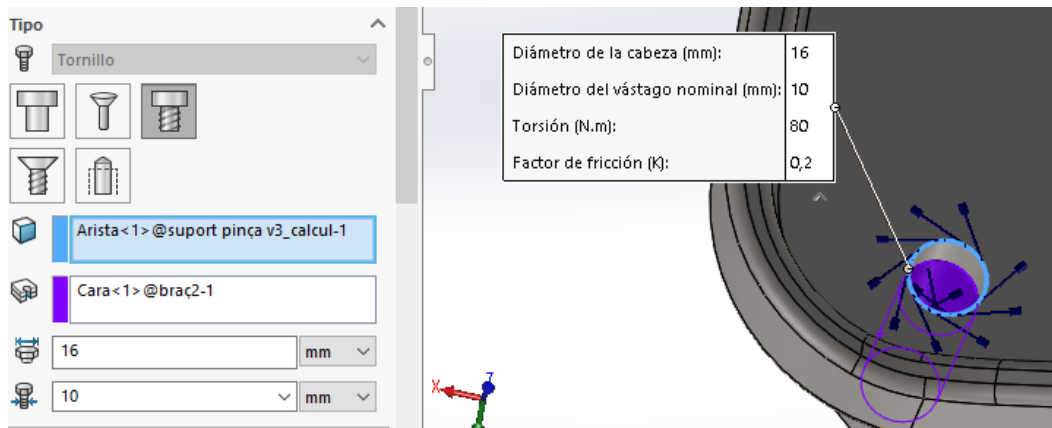 Tipo
Tornillo
Arista<1>@suport pinça v3_calcul-1
Cara<1>@braç2-1
16 mm
10 mm
Diámetro de la cabeza (mm): 16
Diámetro del vástago nominal (mm): 10
Torsión (N.m): 80
Factor de fricción (K): 0,2
X
Z